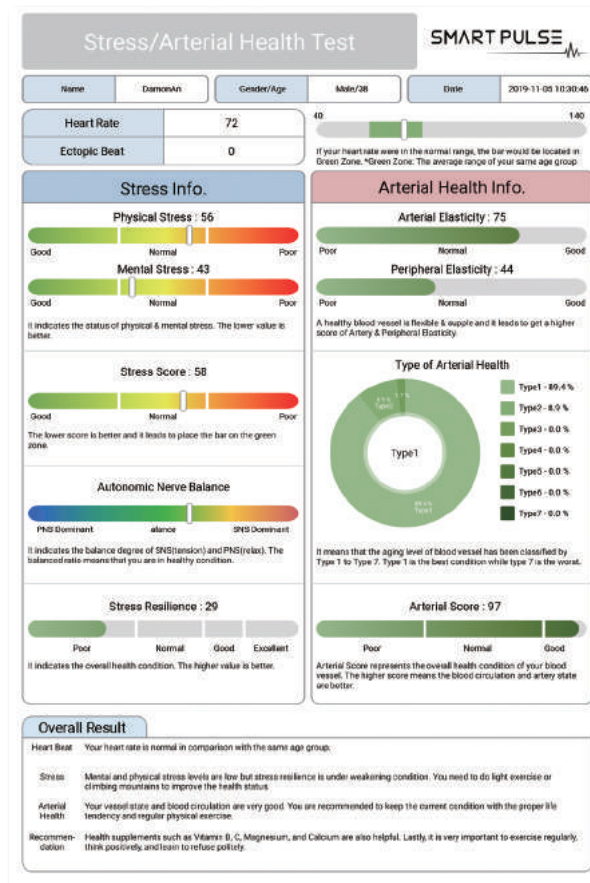 Stress/Arterial Health Test
SMART PULSE
Name DamonAn Gender/Age Male/38 Date 2019-11-05 10:30:46
Heart Rate 72
Ectopic Beat 0
40 140
If your heart rate were in the normal range, the bar would be located in
Green Zone. *Green Zone: The average range of your same age group
Stress Info.
Physical Stress : 56
Good Normal Poor
Mental Stress : 43
Good Normal Poor
It indicates the status of physical & mental stress. The lower value is
better.
Stress Score : 58
Good Normal Poor
The lower score is better and it leads to place the bar on the green
zone.
Autonomic Nerve Balance
PNS Dominant alance SNS Dominant
It indicates the balance degree of SNS(tension) and PNS(relax). The
balanced ratio means that you are in healthy condition.
Stress Resilience : 29
Poor Normal Good Excellent
It indicates the overall health condition. The higher value is better.
Arterial Health Info.
Arterial Elasticity : 75
Poor Normal Good
Peripheral Elasticity : 44
Poor Normal Good
A healthy blood vessel is flexible & supple and it leads to get a higher
score of Artery & Peripheral Elasticity.
Type of Arterial Health
Type1
Type1 - 89.4 %
Type2 - 8.9 %
Type3 - 0.0 %
Type4 - 0.0 %
Type5 - 0.0 %
Type6 - 0.0 %
Type7 - 0.0 %
It means that the aging level of blood vessel has been classified by
Type 1 to Type 7. Type 1 is the best condition while type 7 is the worst.
Arterial Score : 97
Poor Normal Good
Arterial Score represents the overall health condition of your blood
vessel. The higher score means the blood circulation and artery state
are better.
Overall Result
Heart Beat Your heart rate is normal in comparison with the same age group.
Stress Mental and physical stress levels are low but stress resilience is under weakening condition. You need to do light exercise or
climbing mountains to improve the health status
Arterial Health Your vessel state and blood circulation are very good. You are recommended to keep the current condition with the proper life
tendency and regular physical exercise.
Recommen-dation Health supplements such as Vitamin B, C, Magnesium, and Calcium are also helpful. Lastly, it is very important to exercise regularly,
think positively, and learn to refuse politely.